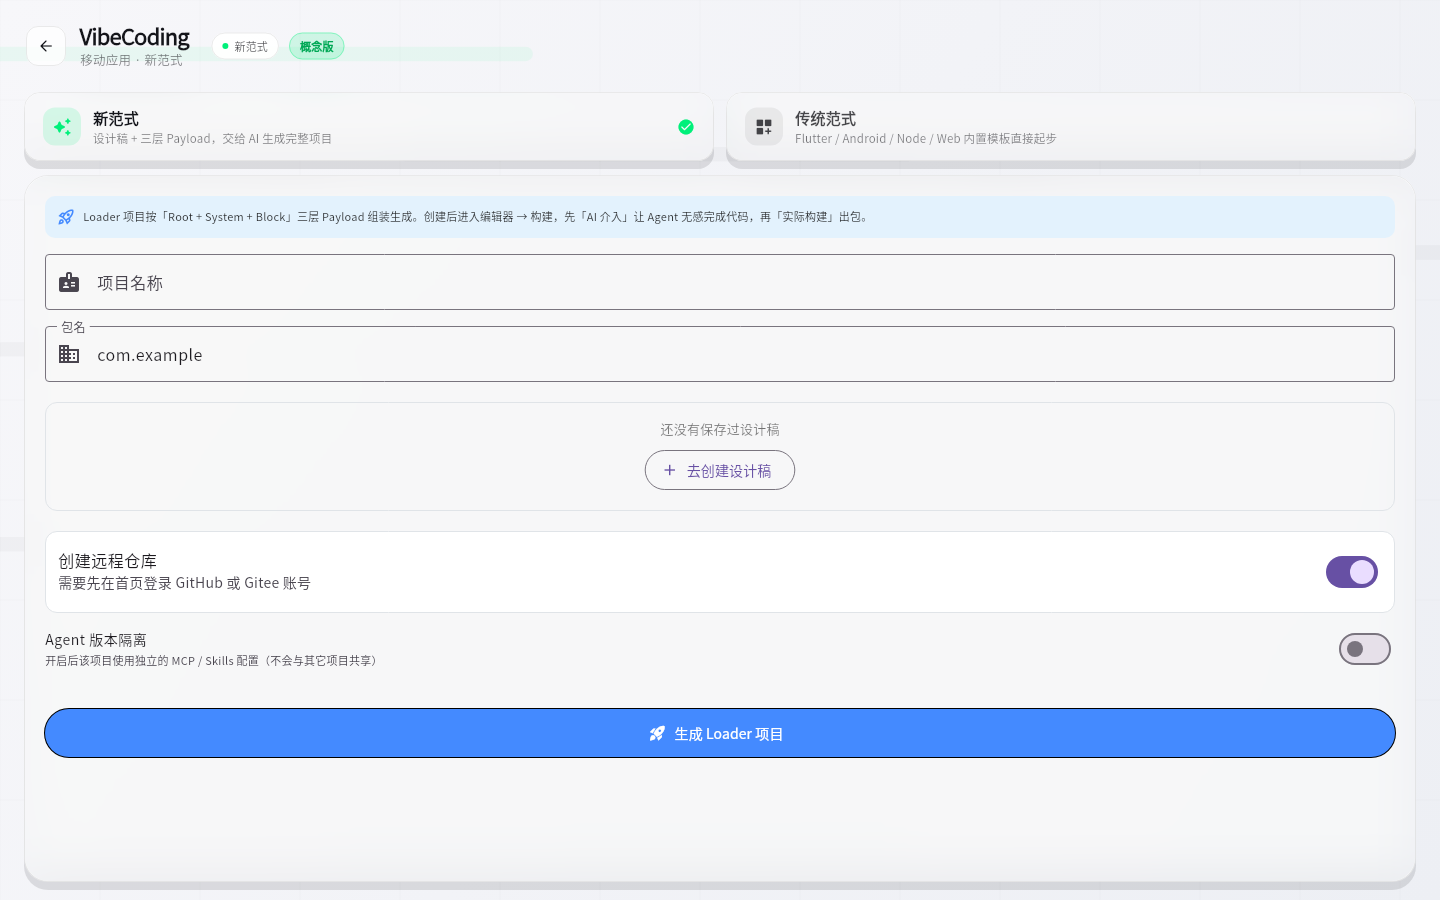 VibeCoding
移动应用 · 新范式
新范式
概念版
新范式
设计稿 + 三层 Payload，交给 AI 生成完整项目
传统范式
Flutter / Android / Node / Web 内置模板直接起步
Loader 项目按「Root + System + Block」三层 Payload 组装生成。创建后进入编辑器 → 构建，先「AI 介入」让 Agent 无感完成代码，再「实际构建」出包。
项目名称
包名
com.example
还没有保存过设计稿
去创建设计稿
创建远程仓库
需要先在首页登录 GitHub 或 Gitee 账号
Agent 版本隔离
开启后该项目使用独立的 MCP / Skills 配置（不会与其它项目共享）
生成 Loader 项目